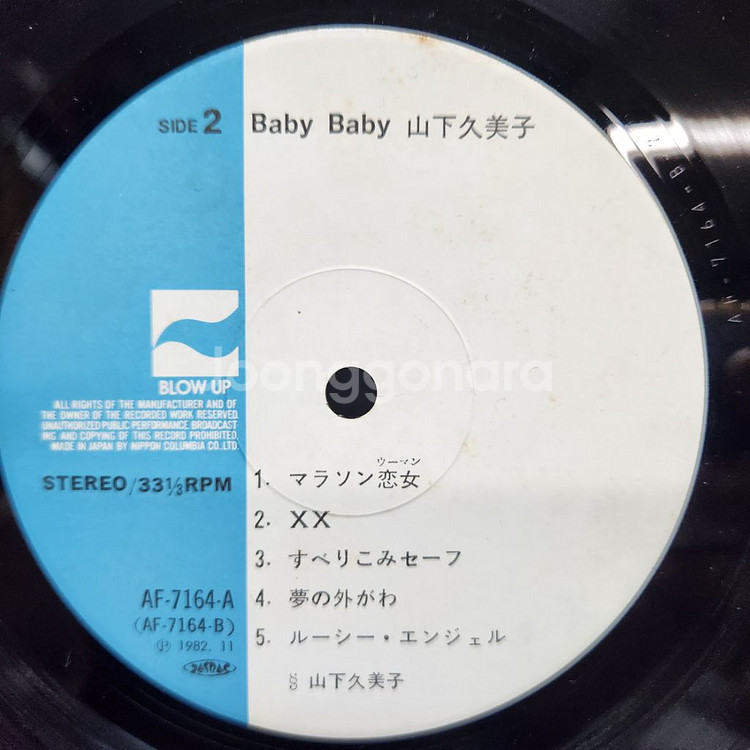 SIDE 2 Baby Baby 山下久美子
BLOW UP
ALL RIGHTS OF THE MANUFACTURER AND OF
THE OWNER OF THE RECORDED WORK RESERVED
UNAUTHORIZED PUBLIC PERFORMANCE BROADCAST
ING AND COPYING OF THIS RECORD PROHIBITED
MADE IN JAPAN BY NIPPON COLUMBIA CO.,LTD
STEREO/33⅓RPM
AF-7164-A
(AF-7164-B)
Ⓟ 1982. 11
JASRAC
ウーマン
1. マラソン恋女
2. XX
3. すべりこみセーフ
4. 夢の外がわ
5. ルーシー・エンジェル
山下久美子
loonggonara